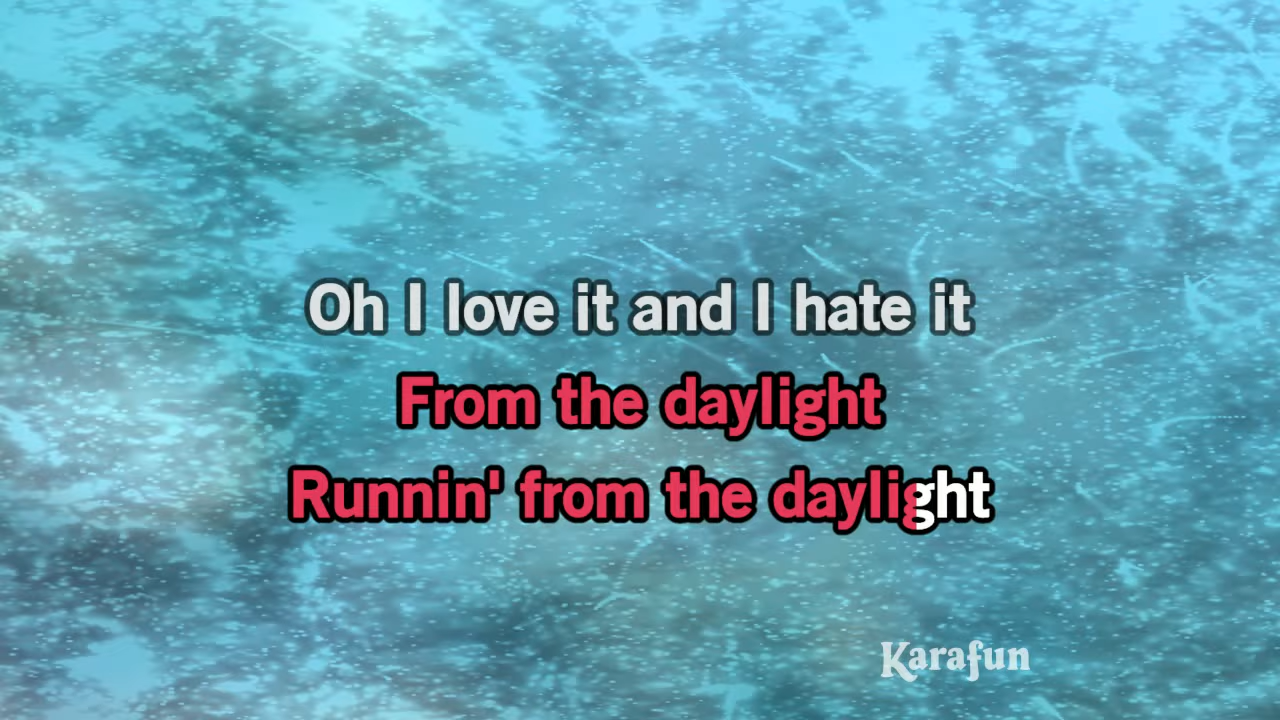 Oh I love it and I hate it
From the daylight
Runnin' from the daylight
Karafun